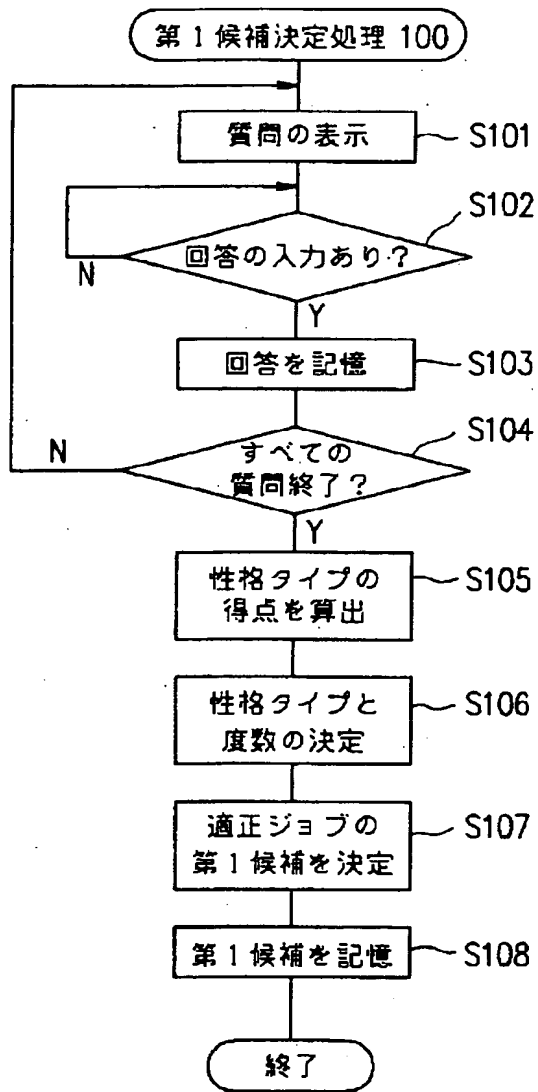 第1候補決定処理 100
質問の表示
S101
S102
回答の入力あり?
N
Y
回答を記憶
S103
S104
N
すべての
質問終了?
Y
性格タイプの
得点を算出
S105
性格タイプと
度数の決定
S106
適正ジョブの
第1候補を決定
S107
第1候補を記憶
S108
終了